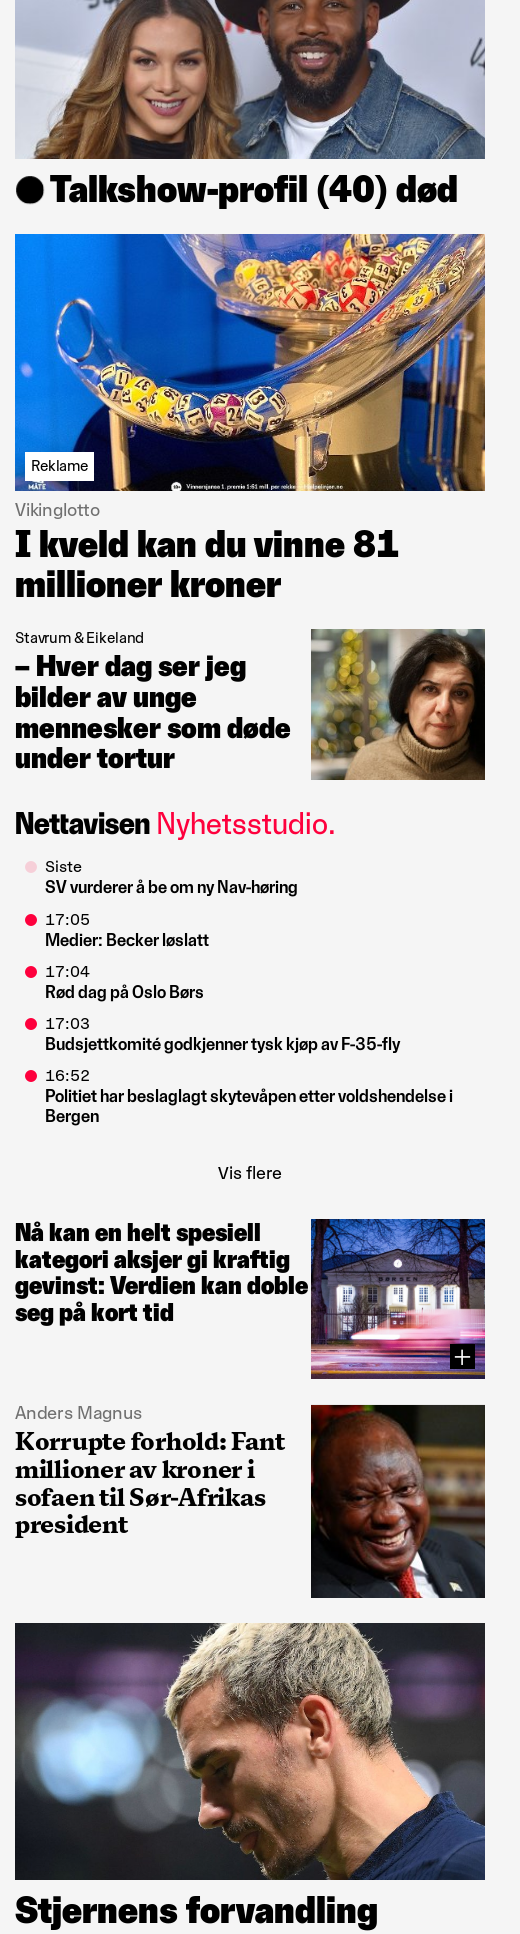 Talkshow-profil (40) død
Reklame
Vikinglotto
I kveld kan du vinne 81
millioner kroner
Stavrum & Eikeland
– Hver dag ser jeg
bilder av unge
mennesker som døde
under tortur
Nettavisen Nyhetsstudio.
Siste
SV vurderer å be om ny Nav-høring
17:05
Medier: Becker løslatt
17:04
Rød dag på Oslo Børs
17:03
Budsjettkomité godkjenner tysk kjøp av F-35-fly
16:52
Politiet har beslaglagt skytevåpen etter voldshendelse i
Bergen
Vis flere
Nå kan en helt spesiell
kategori aksjer gi kraftig
gevinst: Verdien kan doble
seg på kort tid
Anders Magnus
Korrupte forhold: Fant
millioner av kroner i
sofaen til Sør-Afrikas
president
Stjernens forvandling